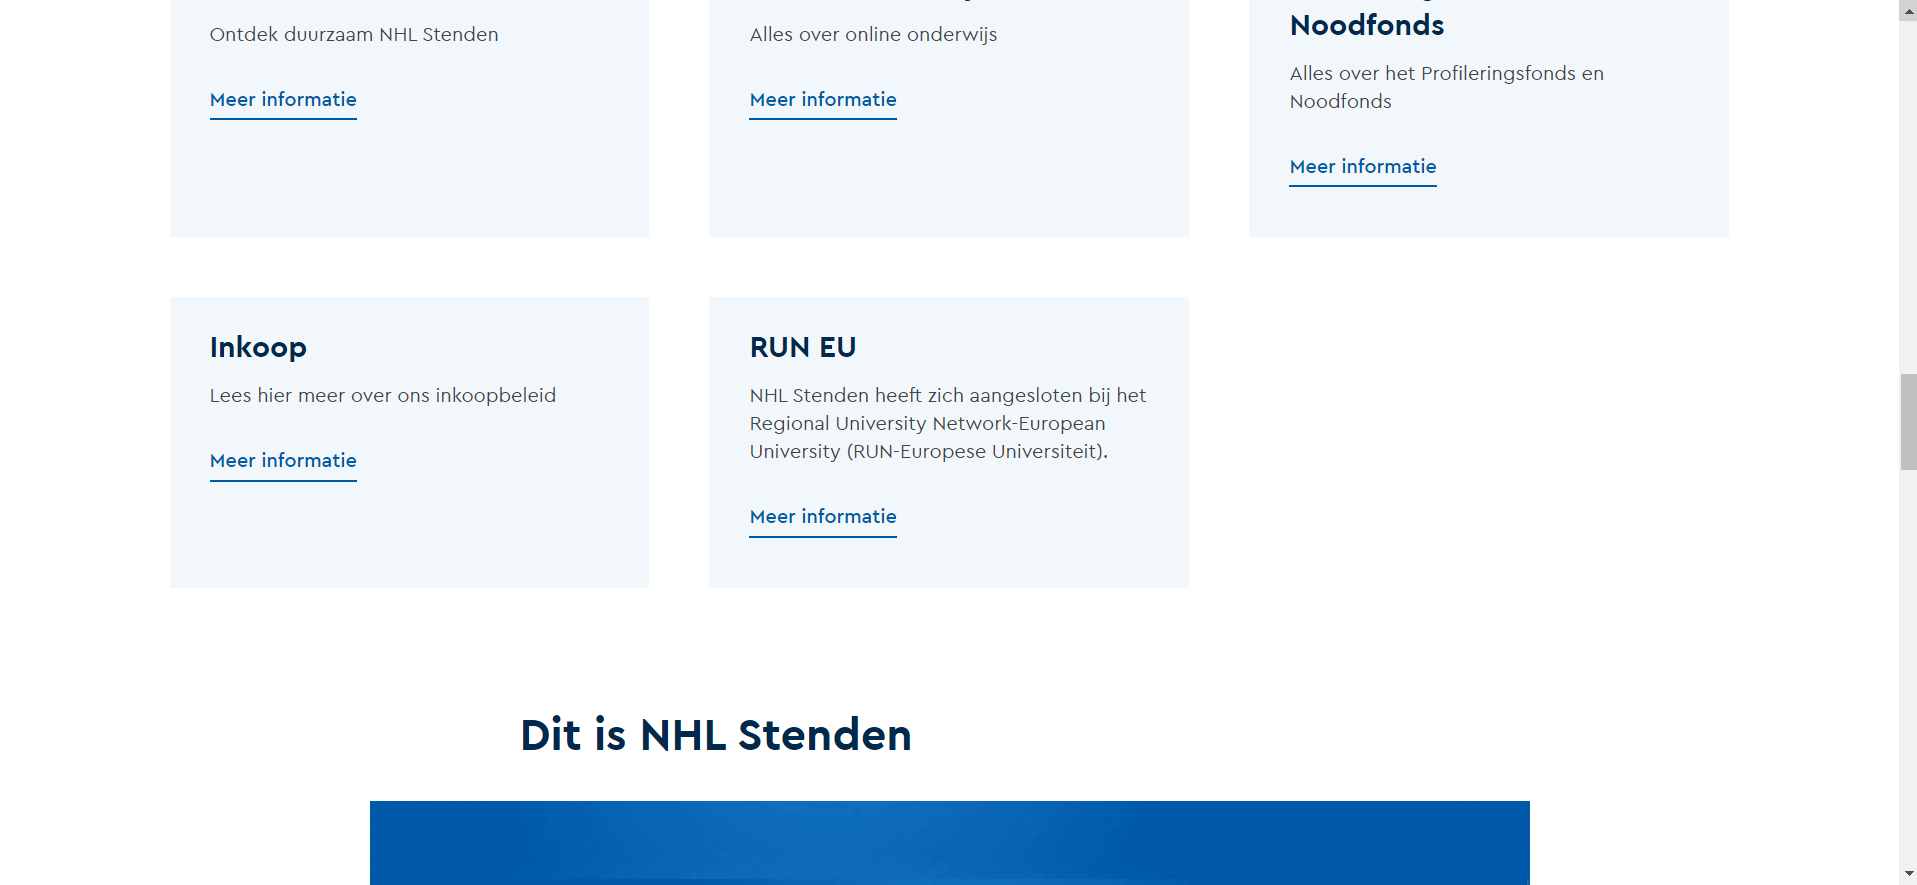 Ontdek duurzaam NHL Stenden
Meer informatie
Alles over online onderwijs
Meer informatie
Noodfonds
Alles over het Profileringsfonds en
Noodfonds
Meer informatie
Inkoop
Lees hier meer over ons inkoopbeleid
Meer informatie
RUN EU
NHL Stenden heeft zich aangesloten bij het
Regional University Network-European
University (RUN-Europese Universiteit).
Meer informatie
Dit is NHL Stenden